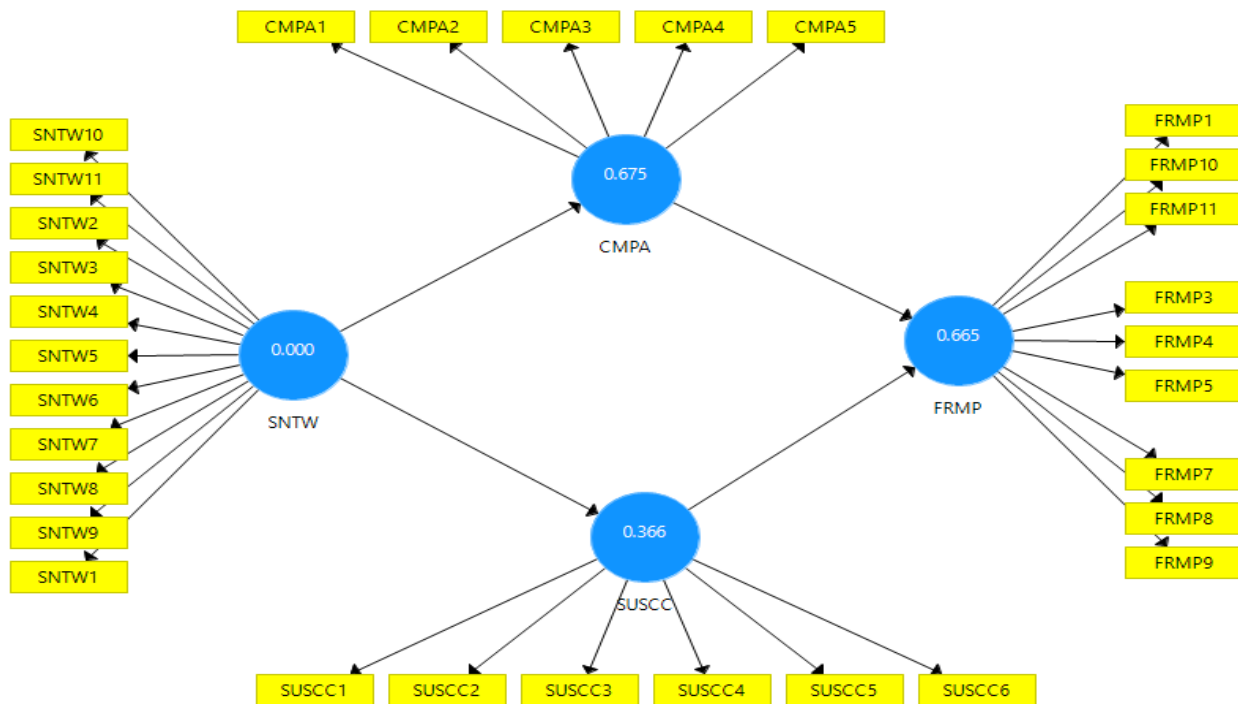 CMPA1 CMPA2 CMPA3 CMPA4 CMPA5
SNTW10
SNTW11
SNTW2
SNTW3
SNTW4
SNTW5
SNTW6
SNTW7
SNTW8
SNTW9
SNTW1
0.675
CMPA
0.000
SNTW
0.665
FRMP
0.366
SUSCC
FRMP1
FRMP10
FRMP11
FRMP3
FRMP4
FRMP5
FRMP7
FRMP8
FRMP9
SUSCC1 SUSCC2 SUSCC3 SUSCC4 SUSCC5 SUSCC6